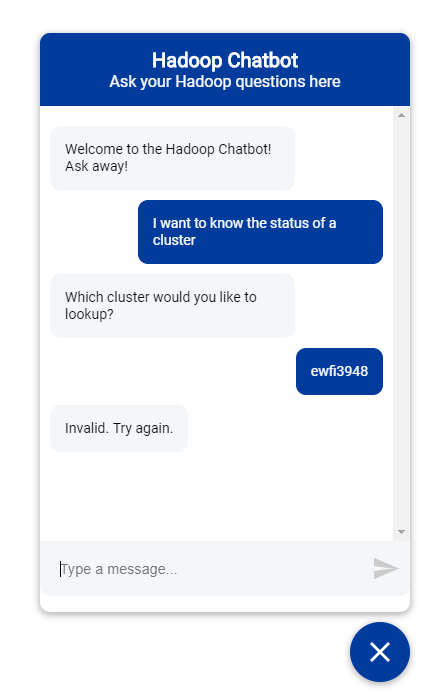 Hadoop Chatbot
Ask your Hadoop questions here
Welcome to the Hadoop Chatbot!
Ask away!
I want to know the status of a
cluster
Which cluster would you like to
lookup?
ewfi3948
Invalid. Try again.
Type a message...